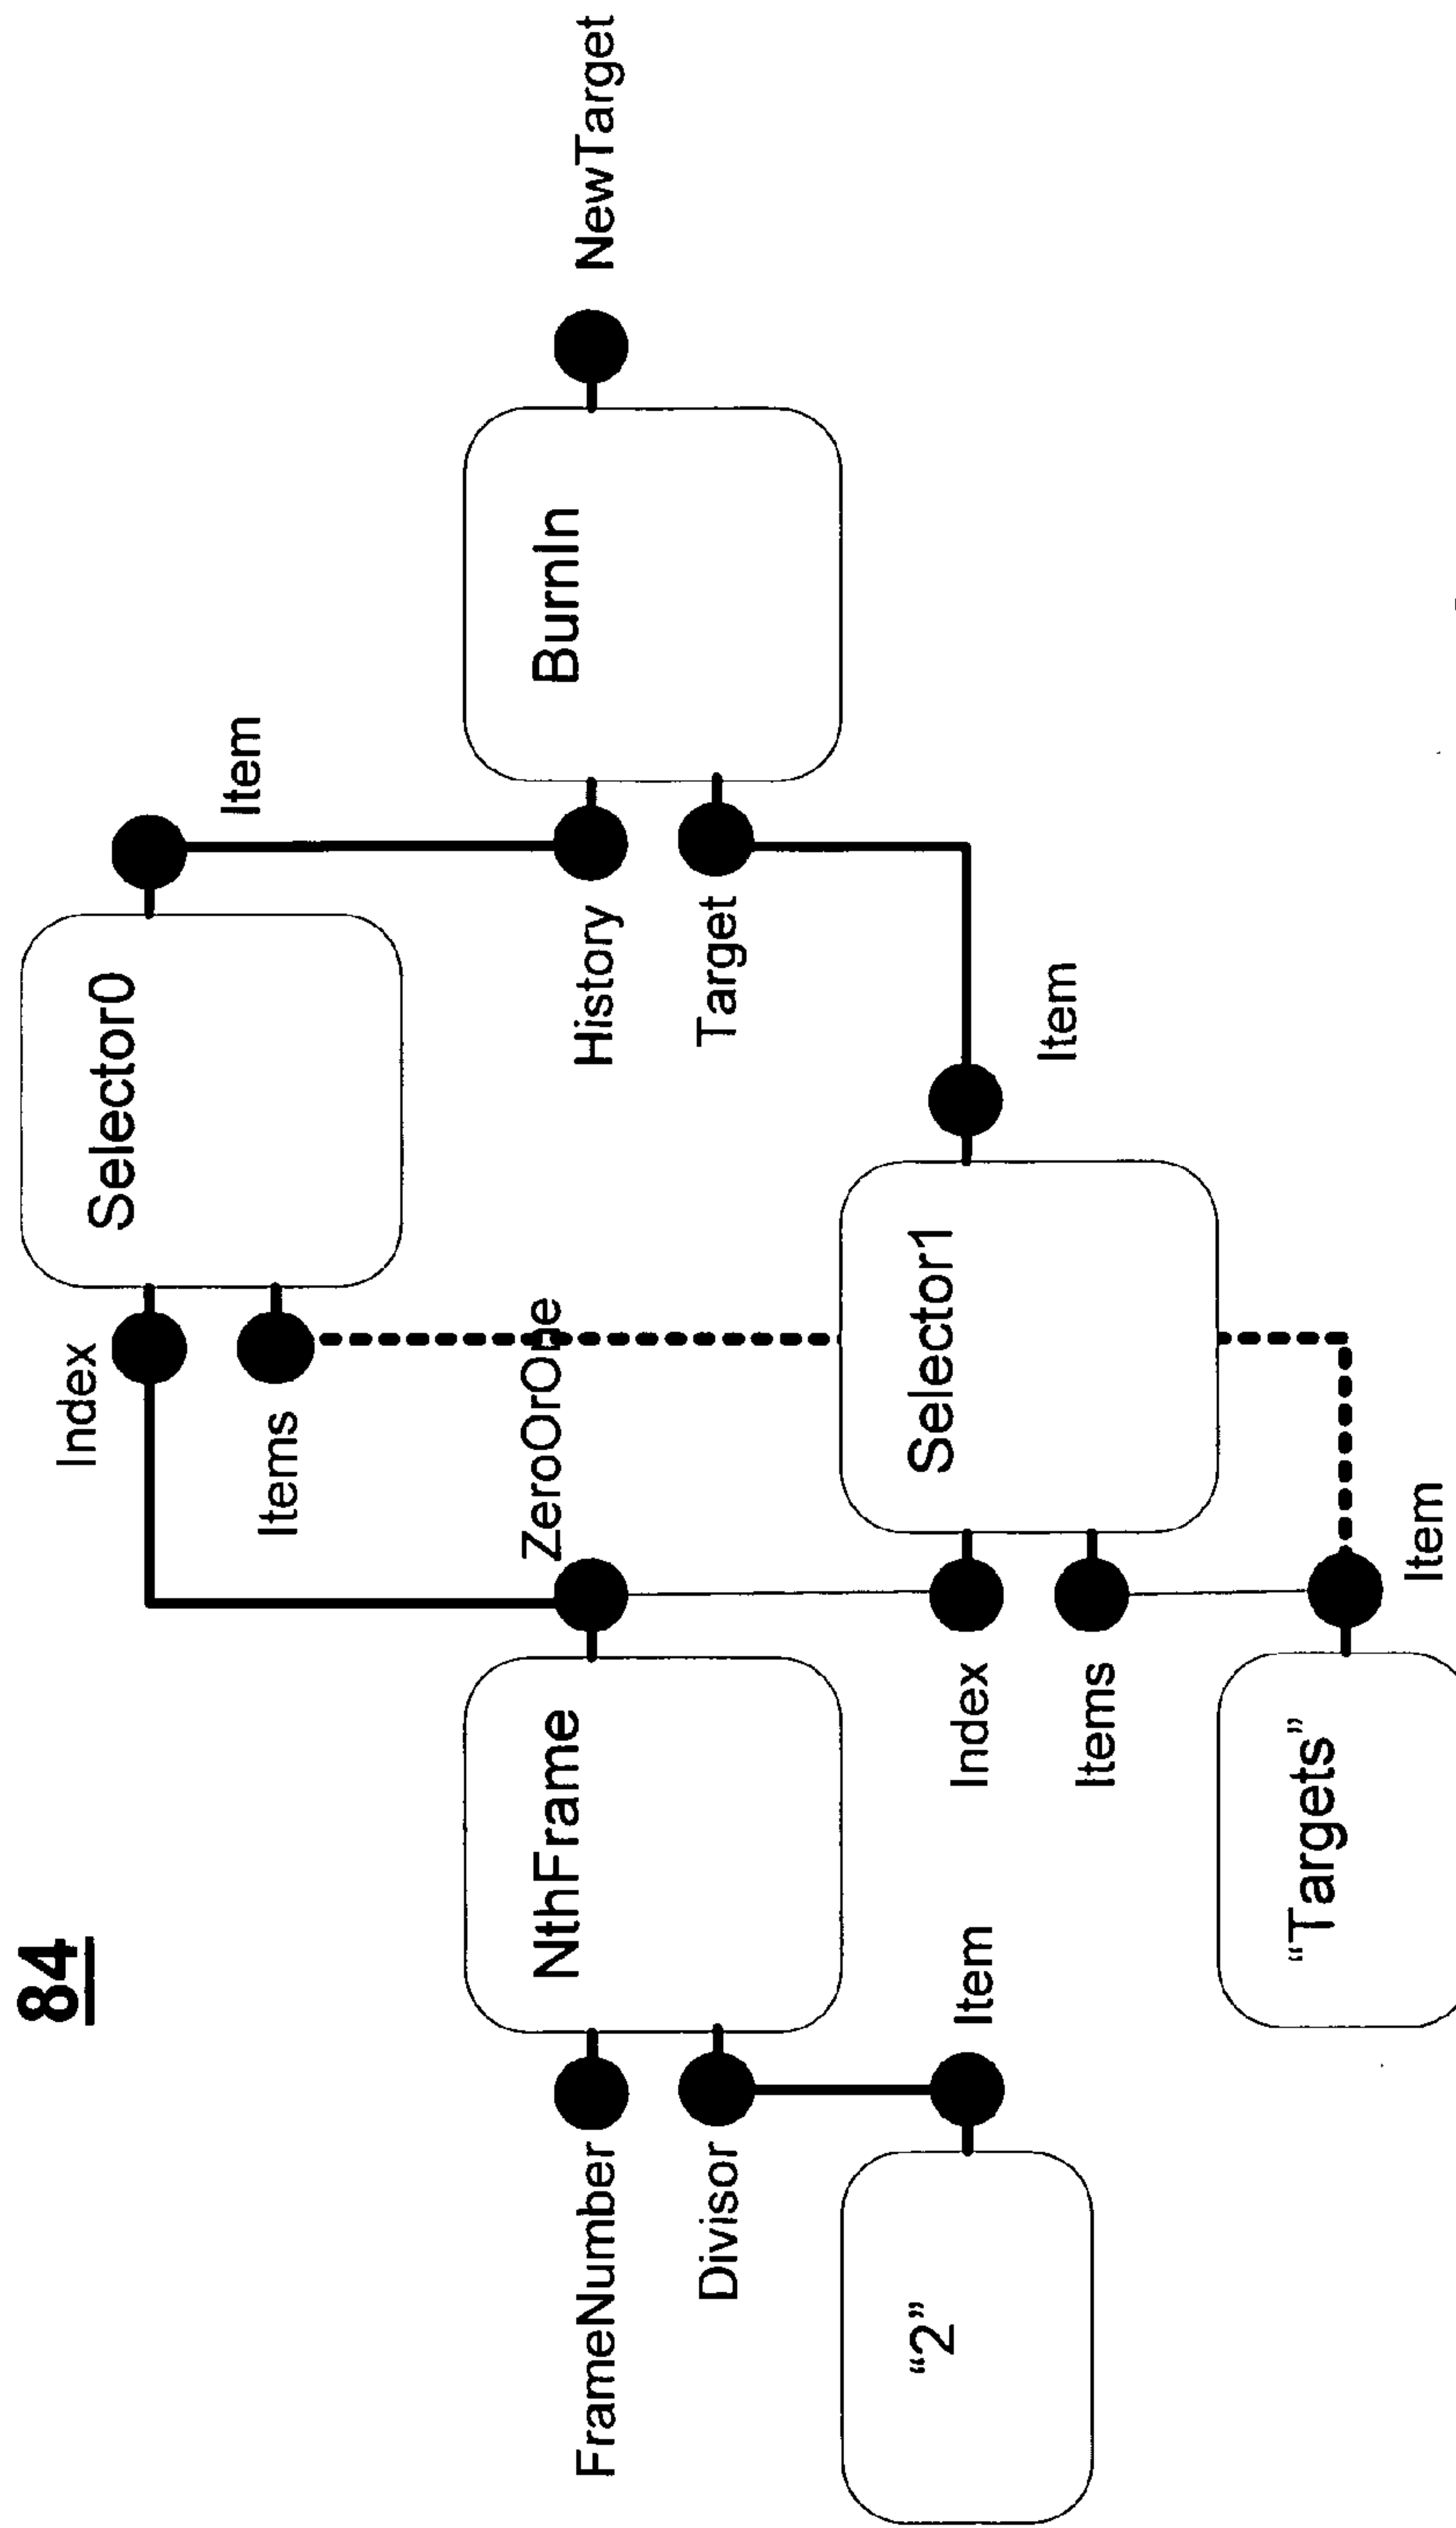 84
Index
Selector0
Items
Item
FrameNumber
NthFrame
ZeroOrOne
History
BurnIn
NewTarget
Divisor
Target
“2”
Item
Index
Selector1
Items
Item
“Targets”
Item